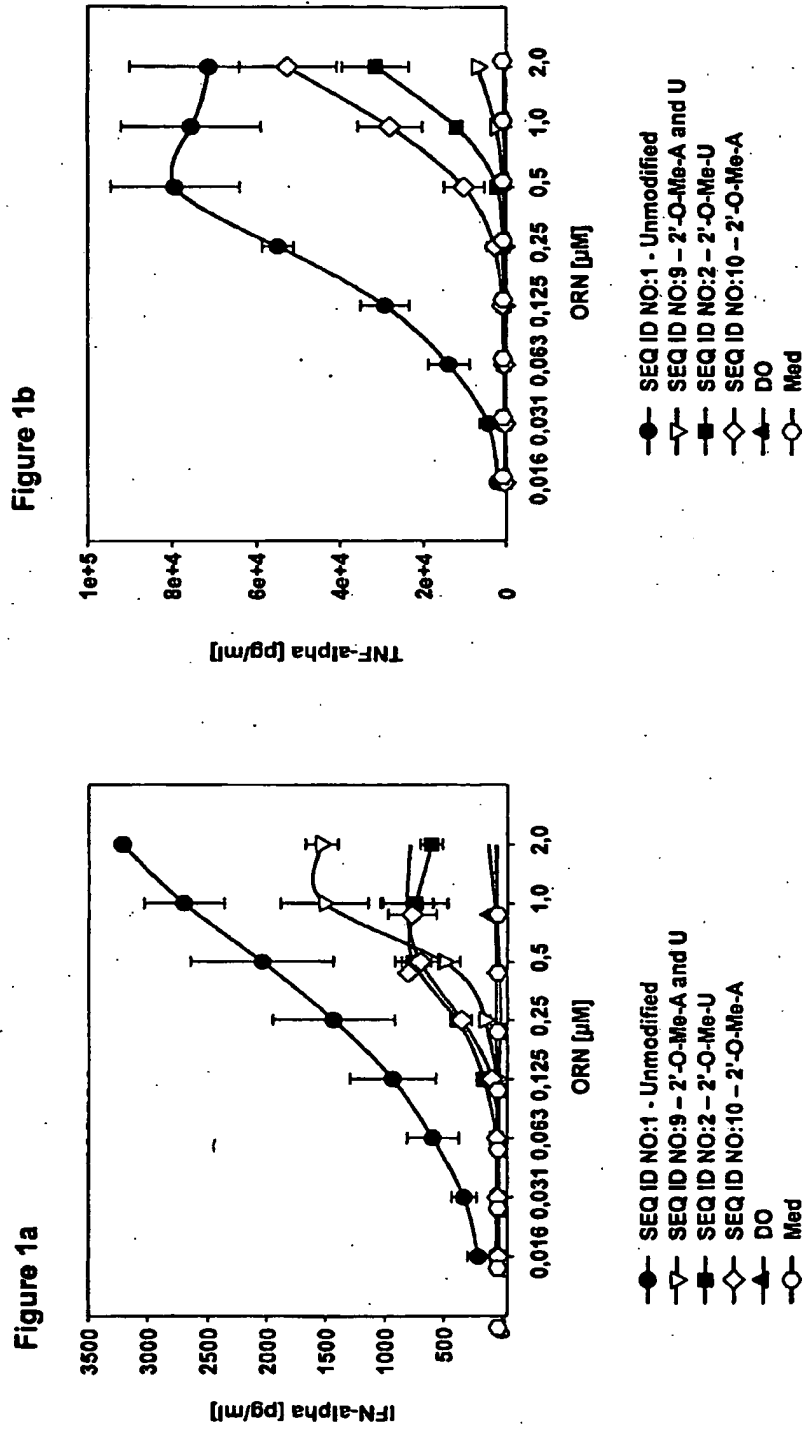 Figure 1a
IFN-alpha [pg/ml]
3500
3000
2500
2000
1500
1000
500
0
0,016 0,031 0,063 0,125 0,25 0,5 1,0 2,0
ORN [µM]
SEQ ID NO:1 - Unmodified
SEQ ID NO:9 – 2'-O-Me-A and U
SEQ ID NO:2 – 2'-O-Me-U
SEQ ID NO:10 – 2'-O-Me-A
DO
Med
Figure 1b
TNF-alpha [pg/ml]
1e+5
8e+4
6e+4
4e+4
2e+4
0
0,016 0,031 0,063 0,125 0,25 0,5 1,0 2,0
ORN [µM]
SEQ ID NO:1 - Unmodified
SEQ ID NO:9 – 2'-O-Me-A and U
SEQ ID NO:2 – 2'-O-Me-U
SEQ ID NO:10 – 2'-O-Me-A
DO
Med